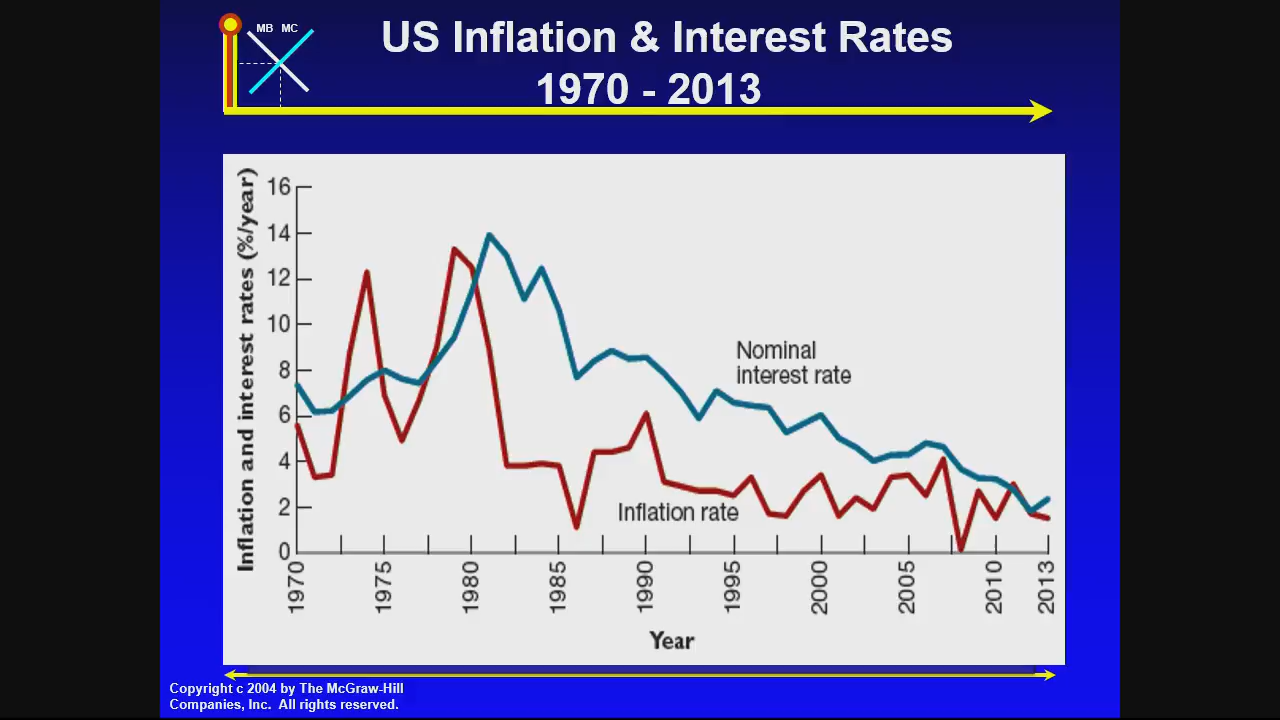 MB MC
US Inflation & Interest Rates
1970 - 2013
Inflation and interest rates (%/year)
16
14
12
10
8
6
4
2
0
Nominal
interest rate
Inflation rate
1970
1975
1980
1985
1990
1995
2000
2005
2010
2013
Year
Copyright c 2004 by The McGraw-Hill
Companies, Inc. All rights reserved.